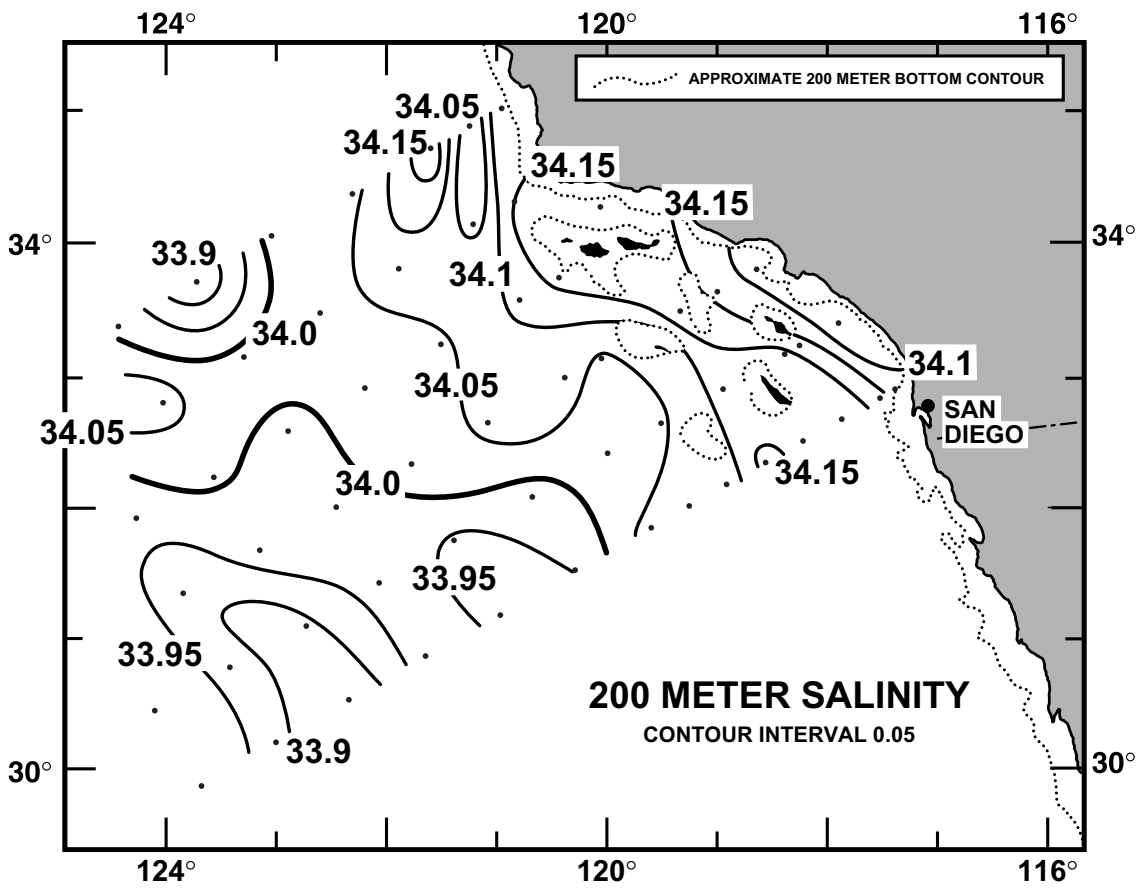 124° 120° 116°
APPROXIMATE 200 METER BOTTOM CONTOUR
34.05
34.15
34.15
34.15
34° 34°
33.9
34.1
34.0
34.1
34.05
34.05
SAN
DIEGO
34.15
34.0
33.95
33.95
200 METER SALINITY
CONTOUR INTERVAL 0.05
33.9
30° 30°
124° 120° 116°